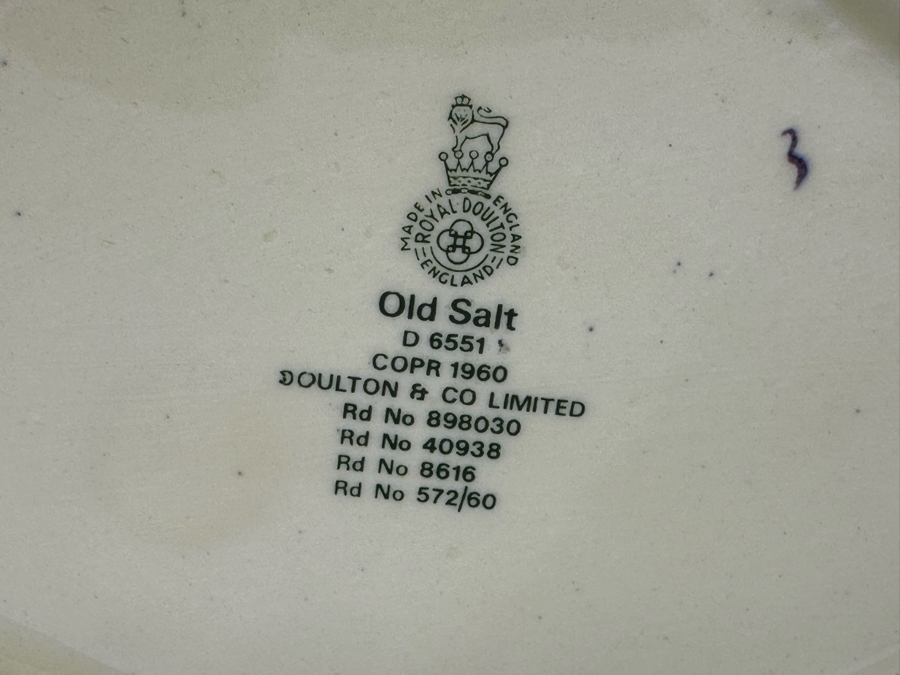 MADE IN ENGLAND
ROYAL DOULTON
ENGLAND
Old Salt
D 6551
COPR 1960
DOULTON & CO LIMITED
Rd No 898030
Rd No 40938
Rd No 8616
Rd No 572/60